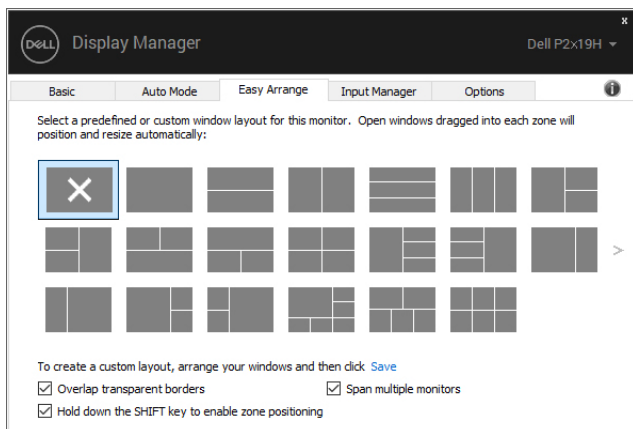 x
DELL Display Manager Dell P2x19H
Basic Auto Mode Easy Arrange Input Manager Options
Select a predefined or custom window layout for this monitor. Open windows dragged into each zone will
position and resize automatically:
To create a custom layout, arrange your windows and then click Save
Overlap transparent borders Span multiple monitors
Hold down the SHIFT key to enable zone positioning